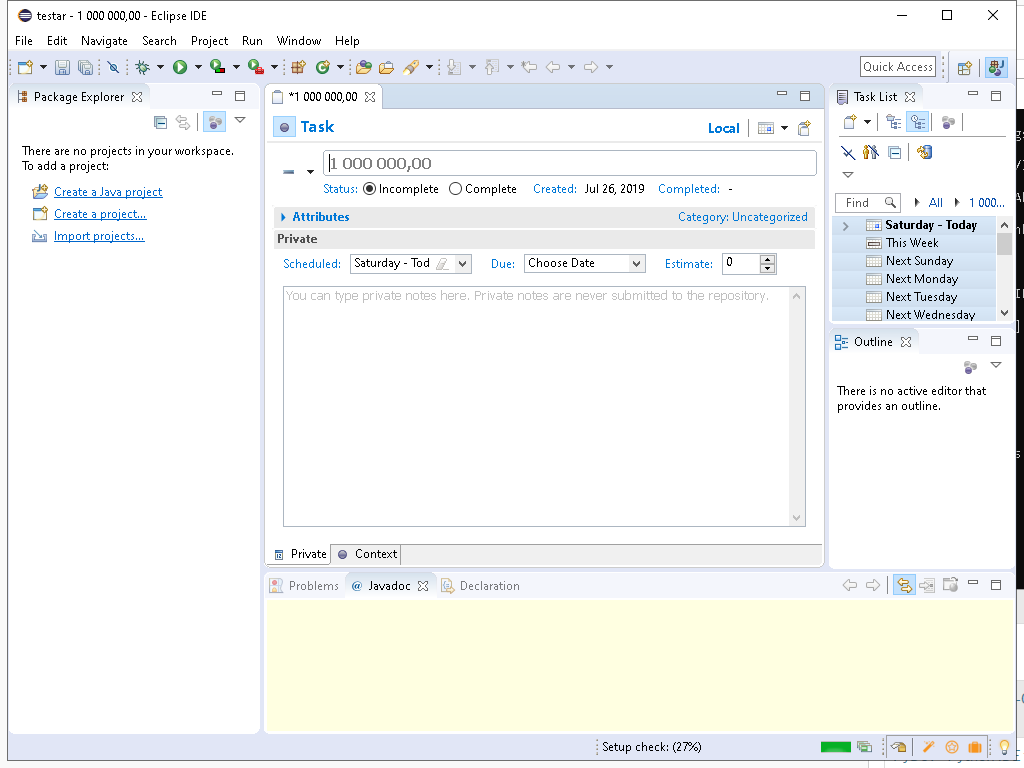 testar - 1 000 000,00 - Eclipse IDE
File Edit Navigate Search Project Run Window Help
Quick Access
Package Explorer
There are no projects in your workspace.
To add a project:
Create a Java project
Create a project...
Import projects...
*1 000 000,00
Task
Local
1 000 000,00
Status: Incomplete Complete Created: Jul 26, 2019 Completed: -
Attributes
Category: Uncategorized
Private
Scheduled: Saturday - Tod Due: Choose Date Estimate: 0
You can type private notes here. Private notes are never submitted to the repository.
Private Context
Task List
Find All 1 000...
Saturday - Today
This Week
Next Sunday
Next Monday
Next Tuesday
Next Wednesday
Outline
There is no active editor that
provides an outline.
Problems @ Javadoc Declaration
Setup check: (27%)